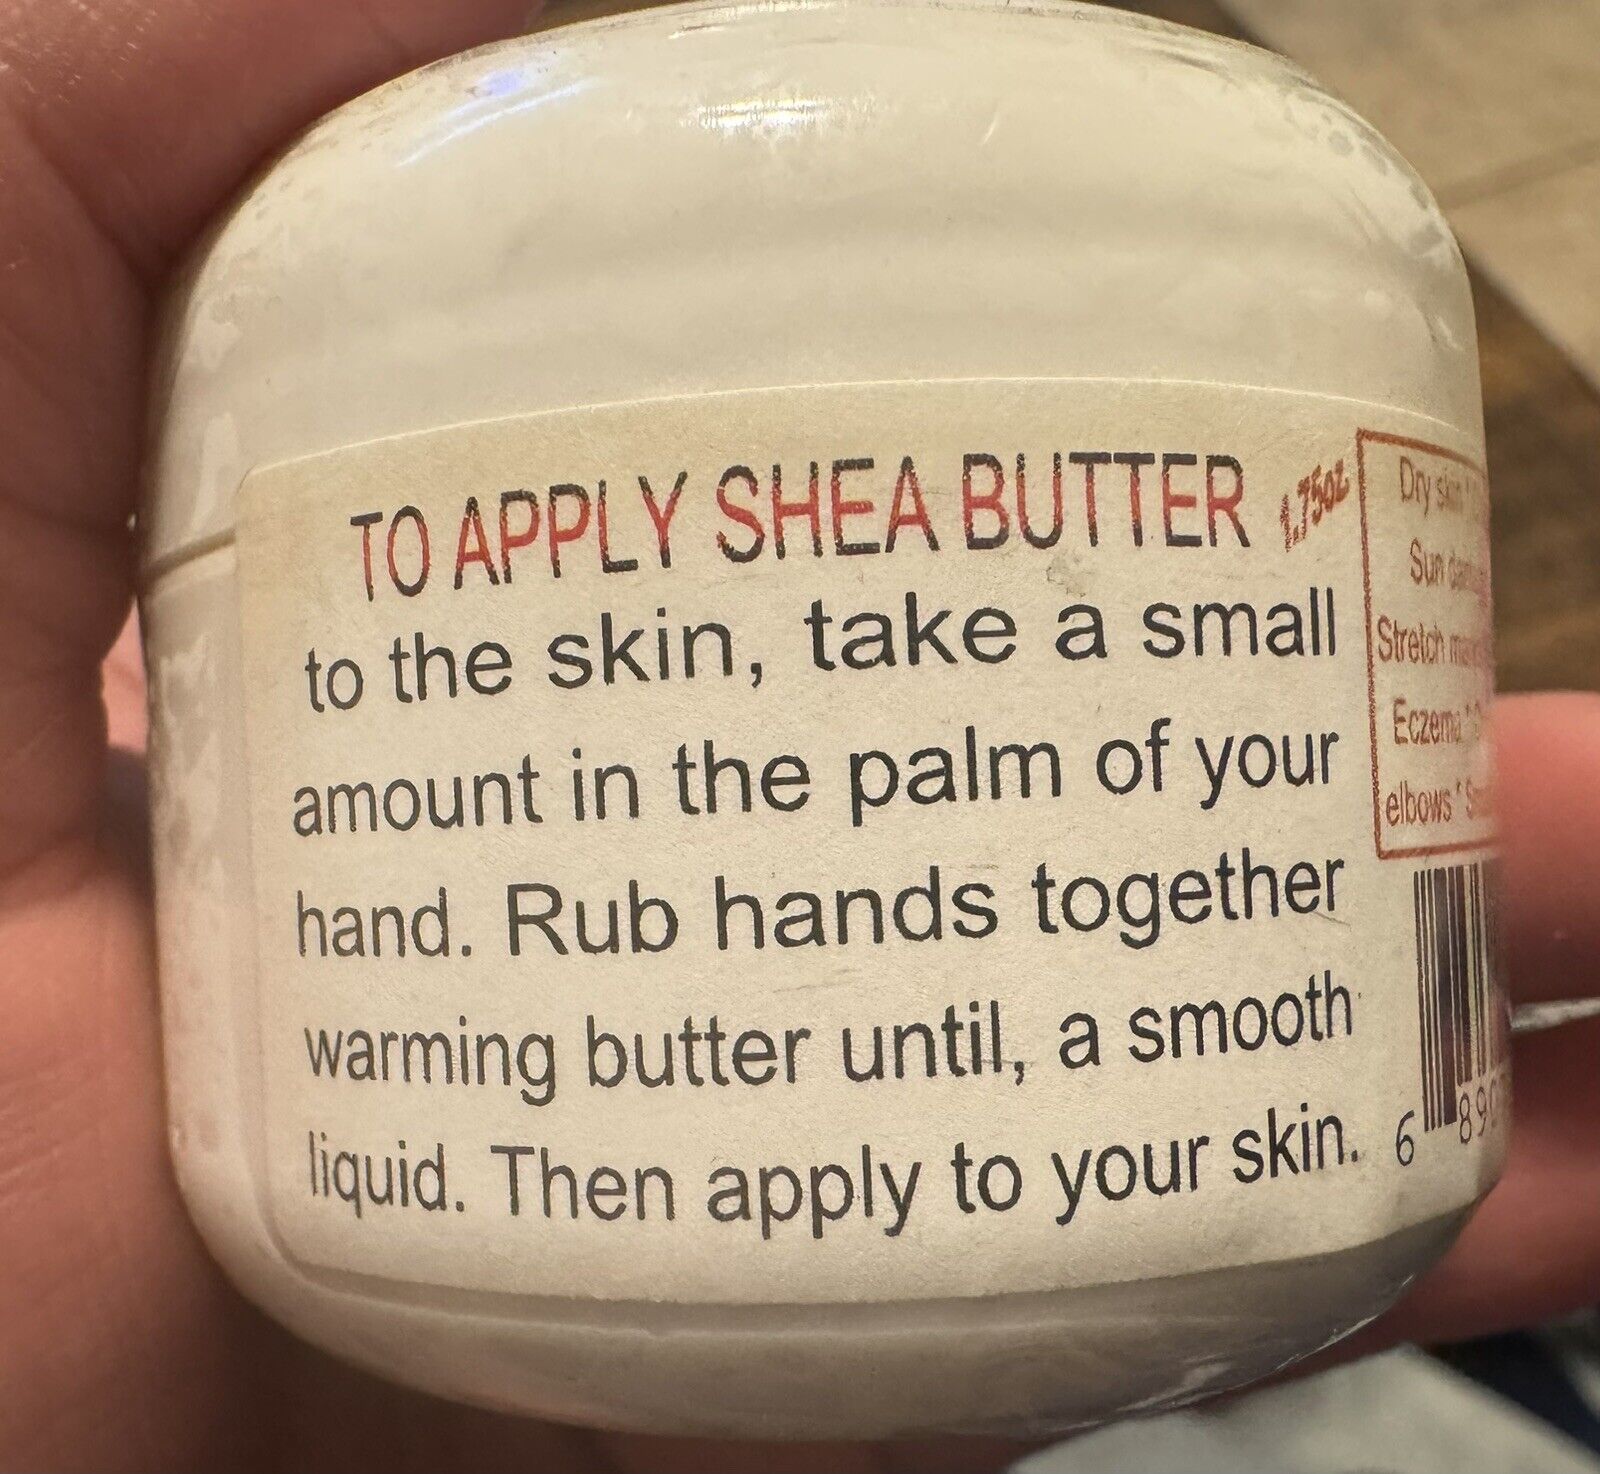 TO APPLY SHEA BUTTER 1.75oz
to the skin, take a small
amount in the palm of your
hand. Rub hands together
warming butter until, a smooth
liquid. Then apply to your skin.
Dry skin
Sun
Stretch
Eczema *
elbows *
6 890